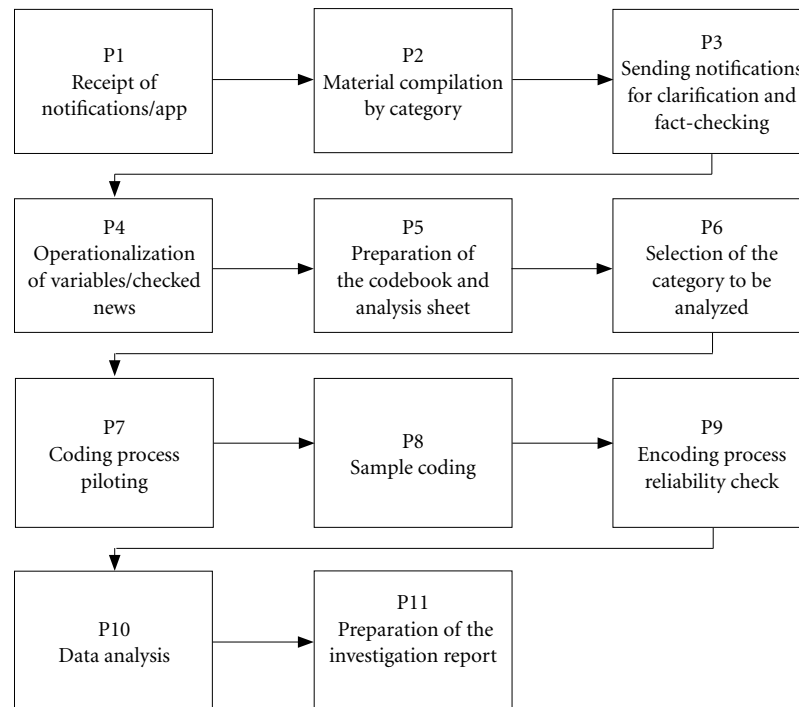 P1
Receipt of
notifications/app
P2
Material compilation
by category
P3
Sending notifications
for clarification and
fact-checking
P4
Operationalization
of variables/checked
news
P5
Preparation of
the codebook and
analysis sheet
P6
Selection of the
category to be
analyzed
P7
Coding process
piloting
P8
Sample coding
P9
Encoding process
reliability check
P10
Data analysis
P11
Preparation of the
investigation report